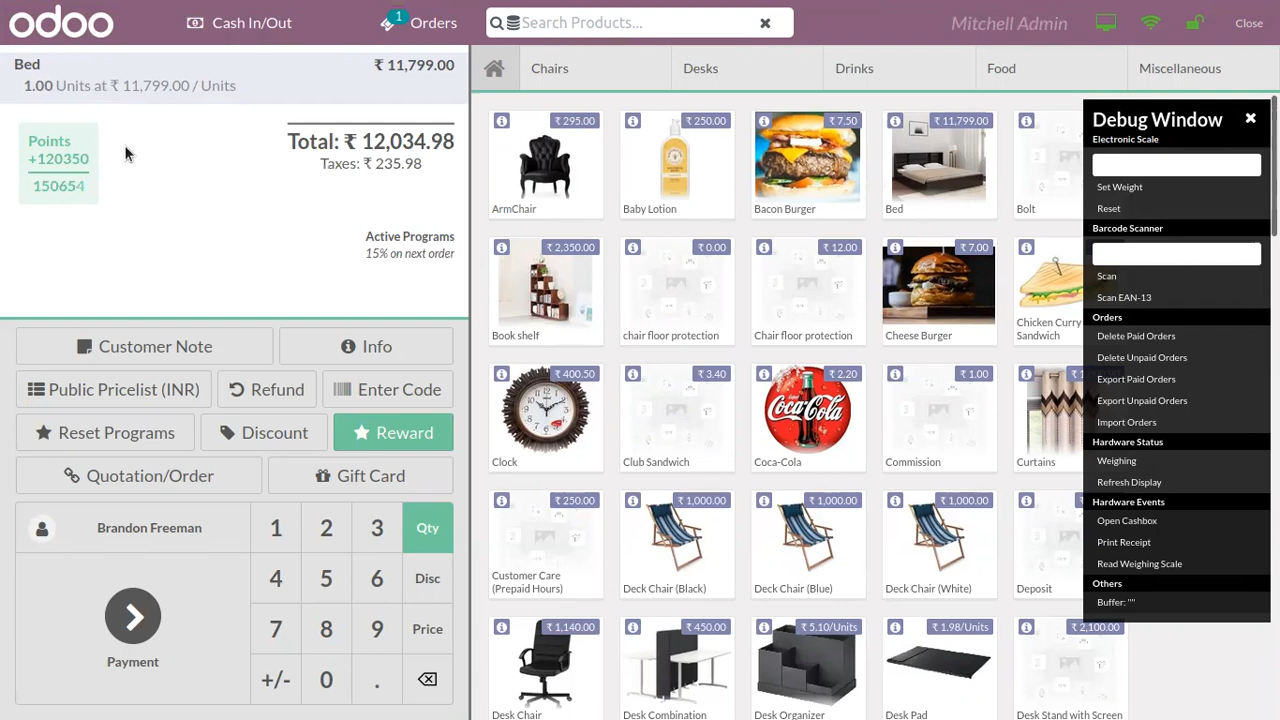 odoo
Cash In/Out
1
Orders
Search Products...
Mitchell Admin
Close
Bed
₹ 11,799.00
1.00 Units at ₹ 11,799.00 / Units
Points
+120350
150654
Total: ₹ 12,034.98
Taxes: ₹ 235.98
Active Programs
15% on next order
Customer Note
Info
Public Pricelist (INR)
Refund
Enter Code
Reset Programs
Discount
Reward
Quotation/Order
Gift Card
Brandon Freeman
Payment
1 2 3 Qty
4 5 6 Disc
7 8 9 Price
+/- 0 .
Chairs
Desks
Drinks
Food
Miscellaneous
₹ 295.00
ArmChair
₹ 250.00
Baby Lotion
₹ 7.50
Bacon Burger
₹ 11,799.00
Bed
Bolt
₹ 2,350.00
Book shelf
₹ 0.00
chair floor protection
₹ 12.00
Chair floor protection
₹ 7.00
Cheese Burger
Chicken Curry
Sandwich
₹ 400.50
Clock
₹ 3.40
Club Sandwich
₹ 2.20
Coca-Cola
Coca-Cola
₹ 1.00
Commission
Curtains
₹ 250.00
Customer Care
(Prepaid Hours)
₹ 1,000.00
Deck Chair (Black)
₹ 1,000.00
Deck Chair (Blue)
₹ 1,000.00
Deck Chair (White)
Deposit
₹ 1,140.00
Desk Chair
₹ 450.00
Desk Combination
₹ 5.10/Units
Desk Organizer
₹ 1.98/Units
Desk Pad
₹ 2,100.00
Desk Stand with Screen
Debug Window
Electronic Scale
Set Weight
Reset
Barcode Scanner
Scan
Scan EAN-13
Orders
Delete Paid Orders
Delete Unpaid Orders
Export Paid Orders
Export Unpaid Orders
Import Orders
Hardware Status
Weighing
Refresh Display
Hardware Events
Open Cashbox
Print Receipt
Read Weighing Scale
Others
Buffer: ""